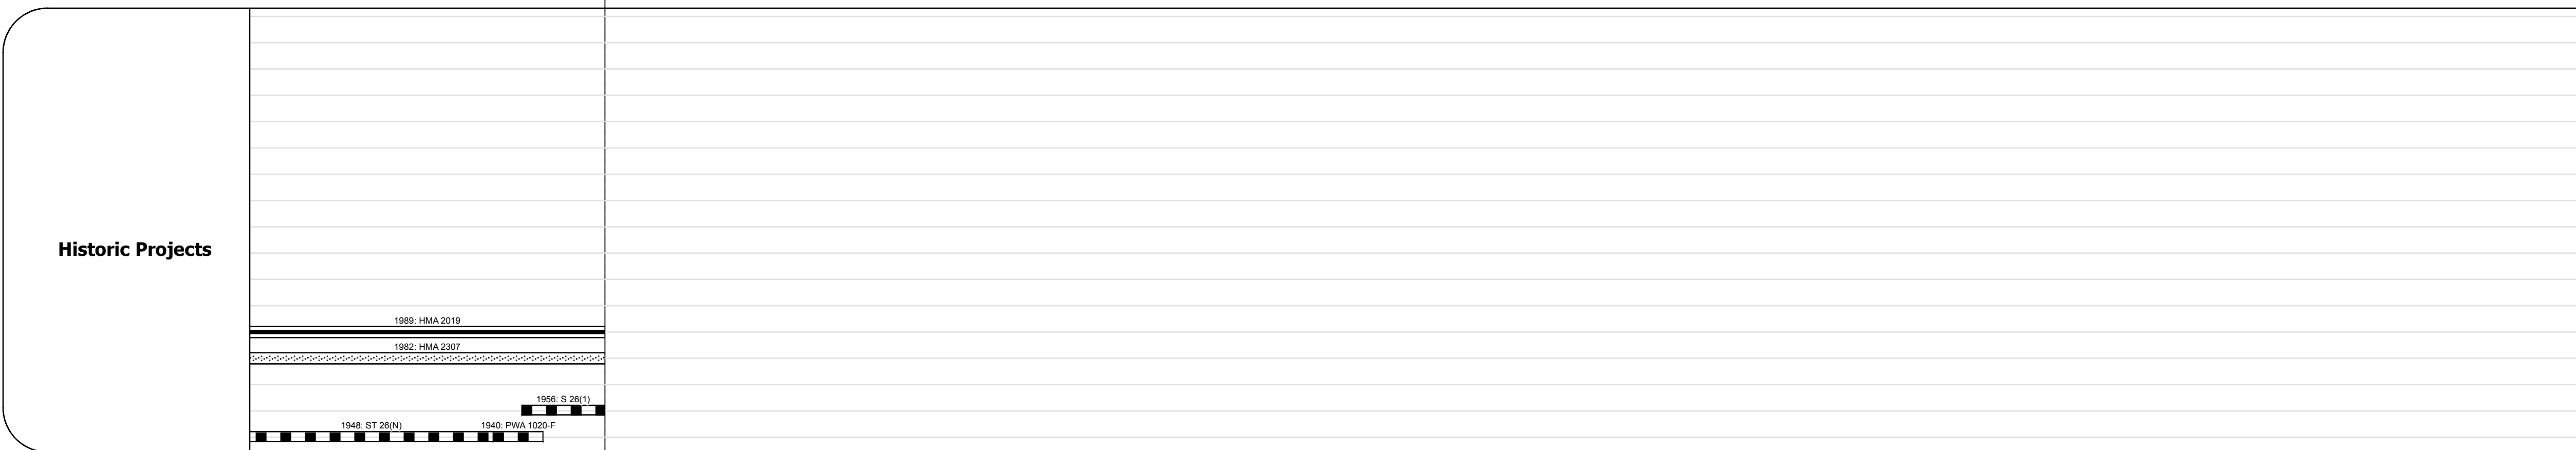 Historic Projects
1989: HMA 2019
1982: HMA 2307
1956: S 26(1)
1948: ST 26(N)
1940: PWA 1020-F